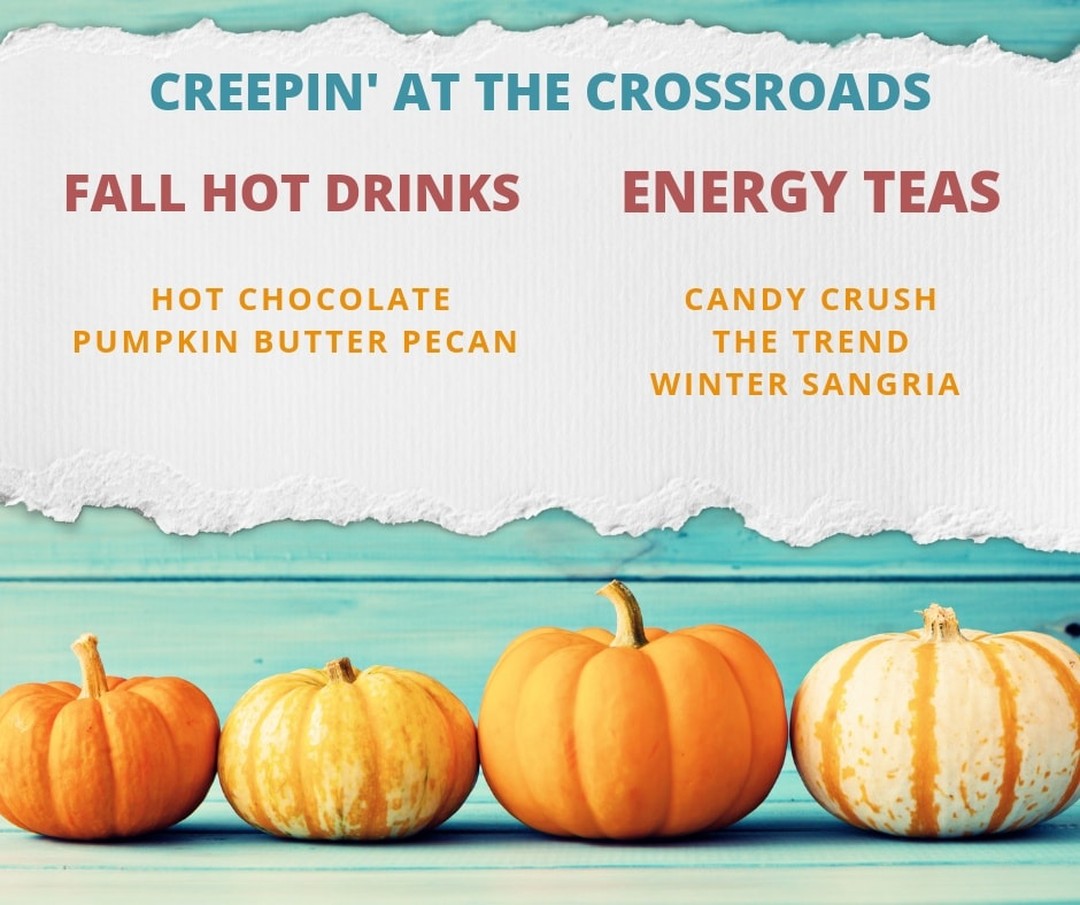 CREEPIN' AT THE CROSSROADS
FALL HOT DRINKS
HOT CHOCOLATE
PUMPKIN BUTTER PECAN
ENERGY TEAS
CANDY CRUSH
THE TREND
WINTER SANGRIA